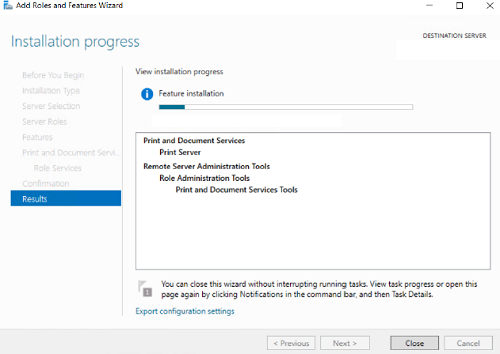 Add Roles and Features Wizard
Installation progress
DESTINATION SERVER
Before You Begin
Installation Type
Server Selection
Server Roles
Features
Print and Document Servi...
Role Services
Confirmation
Results
View installation progress
Feature installation
Print and Document Services
Print Server
Remote Server Administration Tools
Role Administration Tools
Print and Document Services Tools
1
You can close this wizard without interrupting running tasks. View task progress or open this
page again by clicking Notifications in the command bar, and then Task Details.
Export configuration settings
< Previous
Next >
Close
Cancel